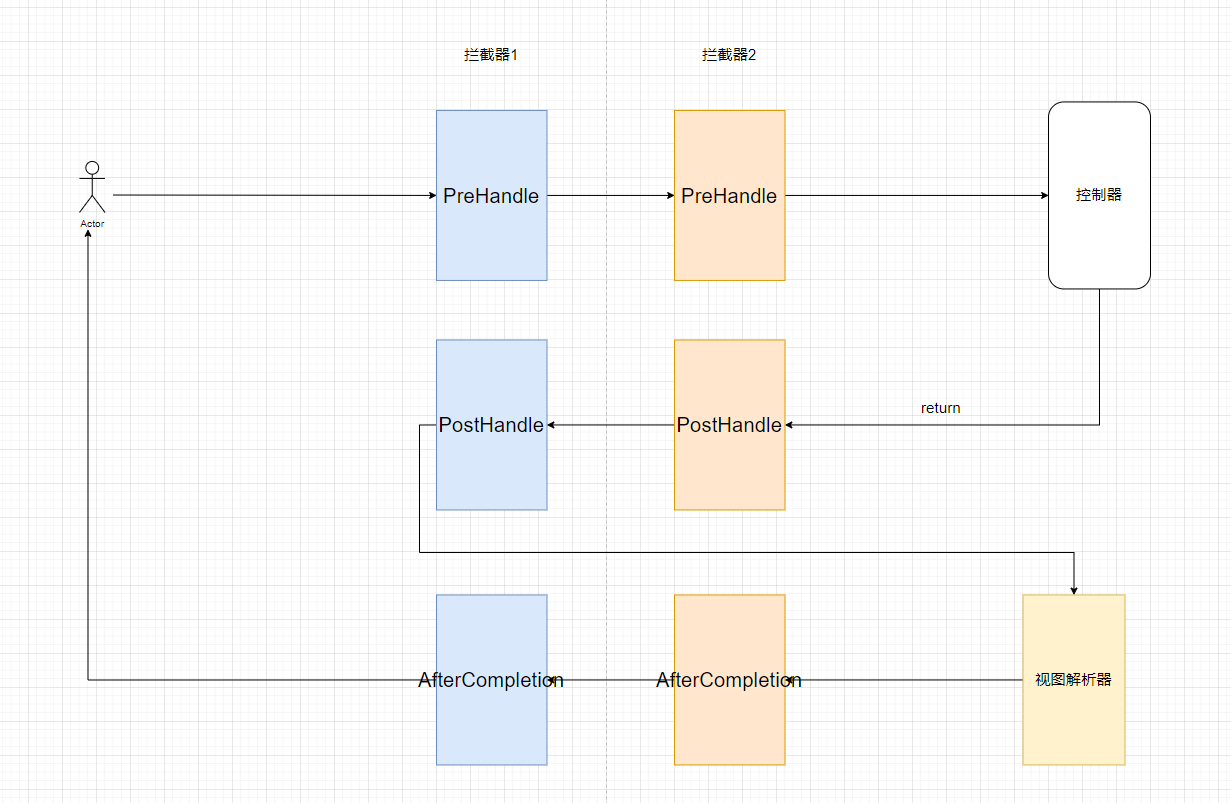 拦截器1
拦截器2
Actor
PreHandle
PreHandle
控制器
return
PostHandle
PostHandle
AfterCompletion
AfterCompletion
视图解析器